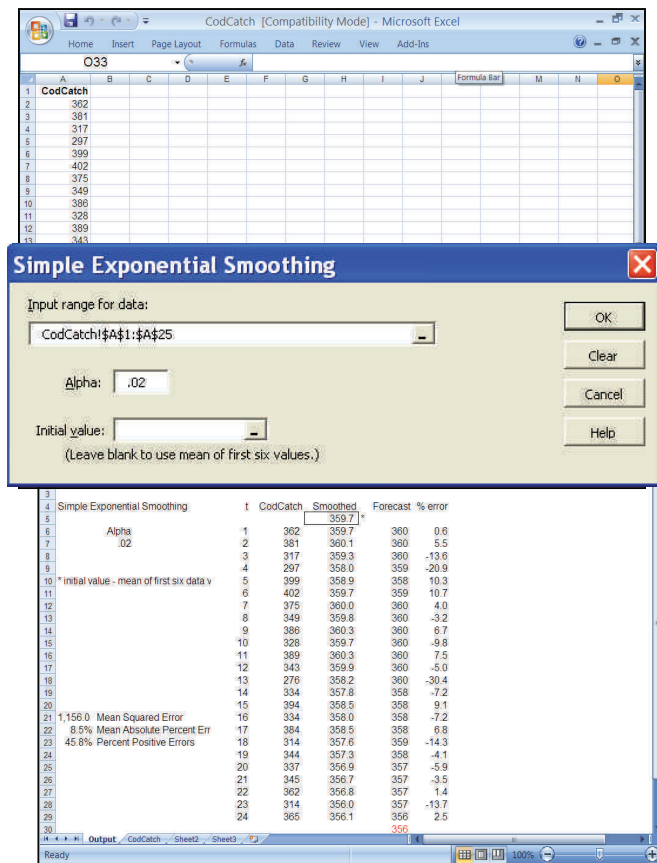 CodCatch [Compatibility Mode] - Microsoft Excel
Home Insert Page Layout Formulas Data Review View Add-Ins
O33 fx
A B C D E F G H I J Formula Bar M N O
1 CodCatch
2 362
3 381
4 317
5 297
6 399
7 402
8 375
9 349
10 386
11 328
12 389
13 343
Simple Exponential Smoothing
Input range for data:
CodCatch!$A$1:$A$25
OK
Clear
Alpha: .02
Cancel
Initial value:
Help
(Leave blank to use mean of first six values.)
3
4 Simple Exponential Smoothing t CodCatch Smoothed Forecast % error
5 359.7 *
6 Alpha 1 362 359.7 360 0.6
7 .02 2 381 360.1 360 5.5
8 3 317 359.3 360 -13.6
9 4 297 358.0 359 -20.9
10 * initial value - mean of first six data v 5 399 358.9 358 10.3
11 6 402 359.7 359 10.7
12 7 375 360.0 360 4.0
13 8 349 359.8 360 -3.2
14 9 386 360.3 360 6.7
15 10 328 359.7 360 -9.8
16 11 389 360.3 360 7.5
17 12 343 359.9 360 -5.0
18 13 276 358.2 360 -30.4
19 14 334 357.8 358 -7.2
20 15 394 358.5 358 9.1
21 1,156.0 Mean Squared Error 16 334 358.0 358 -7.2
22 8.5% Mean Absolute Percent Err 17 384 358.5 358 6.8
23 45.8% Percent Positive Errors 18 314 357.6 359 -14.3
24 19 344 357.3 358 -4.1
25 20 337 356.9 357 -5.9
26 21 345 356.7 357 -3.5
27 22 362 356.8 357 1.4
28 23 314 356.0 357 -13.7
29 24 365 356.1 356 2.5
30 356
Output CodCatch Sheet2 Sheet3
Ready 100%